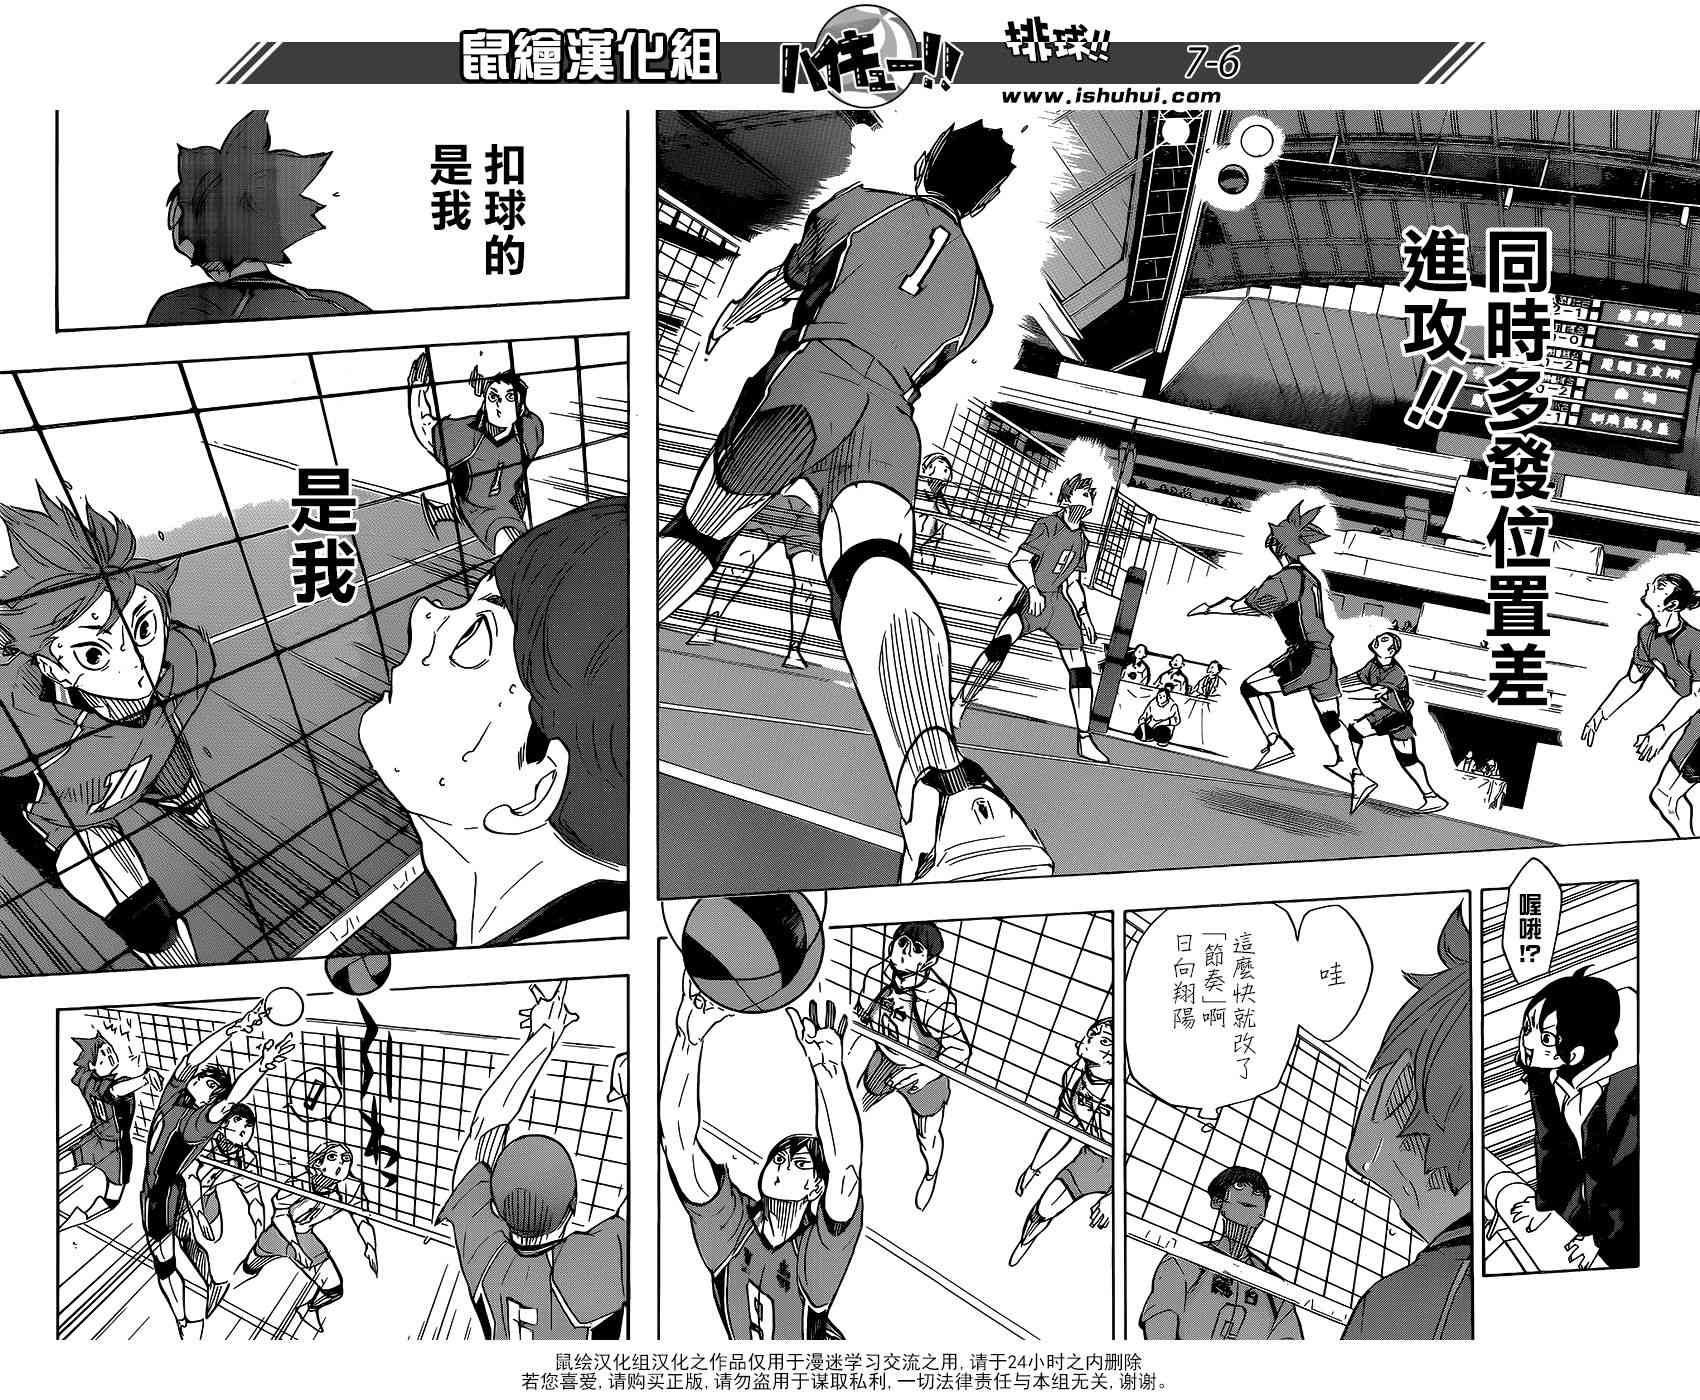 鼠繪漢化組
ハイキュー!!
排球!!
7-6
www.ishuhui.com
同時多發位置差
進攻!!
1
喔哦!?
哇
這麼快就改了
「節奏」啊
日向翔陽
扣球的
是我
是我
鼠绘汉化组汉化之作品仅用于漫迷学习交流之用,请于24小时之内删除
若您喜爱,请购买正版,请勿盗用于谋取私利,一切法律责任与本组无关,谢谢。